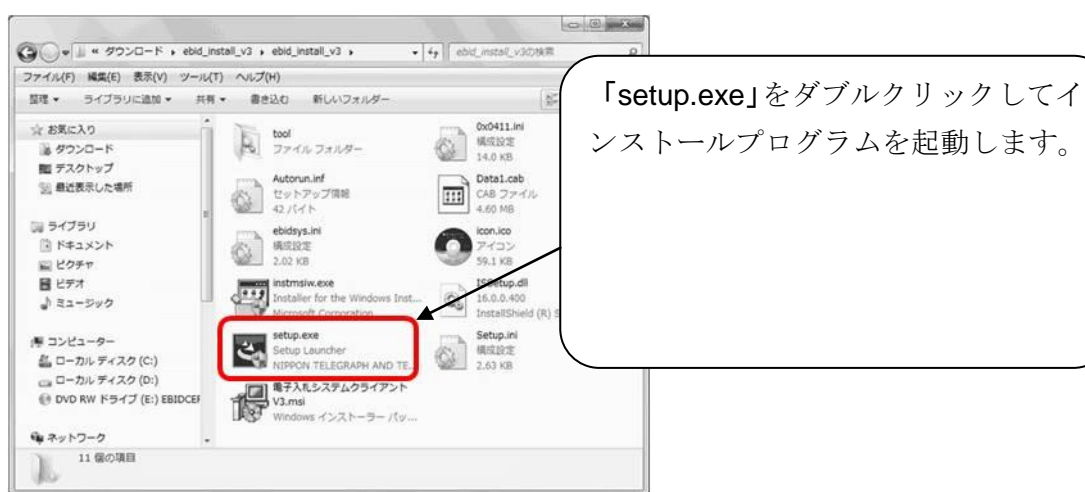 « ダウンロード ▸ ebid_install_v3 ▸ ebid_install_v3 ▸
ebid_install_v3の検索
ファイル(F) 編集(E) 表示(V) ツール(T) ヘルプ(H)
整理 ▾ ライブラリに追加 ▾ 共有 ▾ 書き込む 新しいフォルダー
お気に入り
ダウンロード
デスクトップ
最近表示した場所
ライブラリ
ドキュメント
ピクチャ
ビデオ
ミュージック
コンピューター
ローカル ディスク (C:)
ローカル ディスク (D:)
DVD RW ドライブ (E:) EBIDCEF
ネットワーク
tool
ファイル フォルダー
0x0411.ini
構成設定
14.0 KB
Autorun.inf
セットアップ情報
42 バイト
Data1.cab
CAB ファイル
4.60 MB
ebidsys.ini
構成設定
2.02 KB
icon.ico
アイコン
59.1 KB
instmsiw.exe
Installer for the Windows Inst...
Microsoft Corporation
ISSetup.dll
16.0.0.400
InstallShield (R) S
setup.exe
Setup Launcher
NIPPON TELEGRAPH AND TE...
Setup.ini
構成設定
2.63 KB
電子入札システムクライアント
V3.msi
Windows インストーラー パッ...
11 個の項目
「setup.exe」をダブルクリックしてイ
ンストールプログラムを起動します。